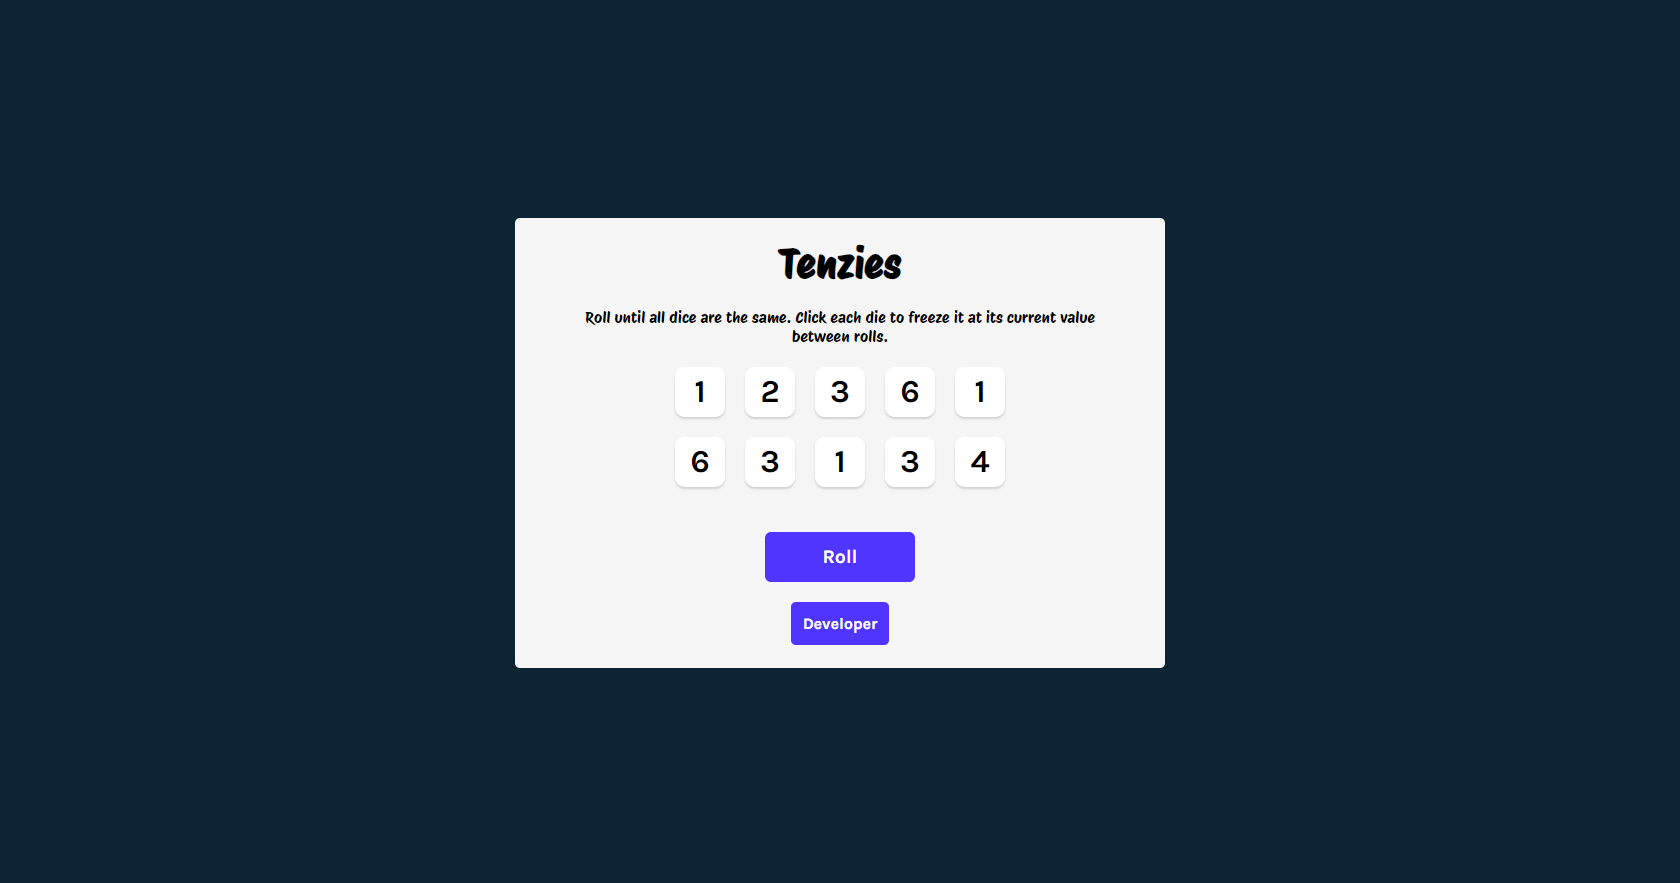 Tenzies
Roll until all dice are the same. Click each die to freeze it at its current value
between rolls.
1 2 3 6 1
6 3 1 3 4
Roll
Developer